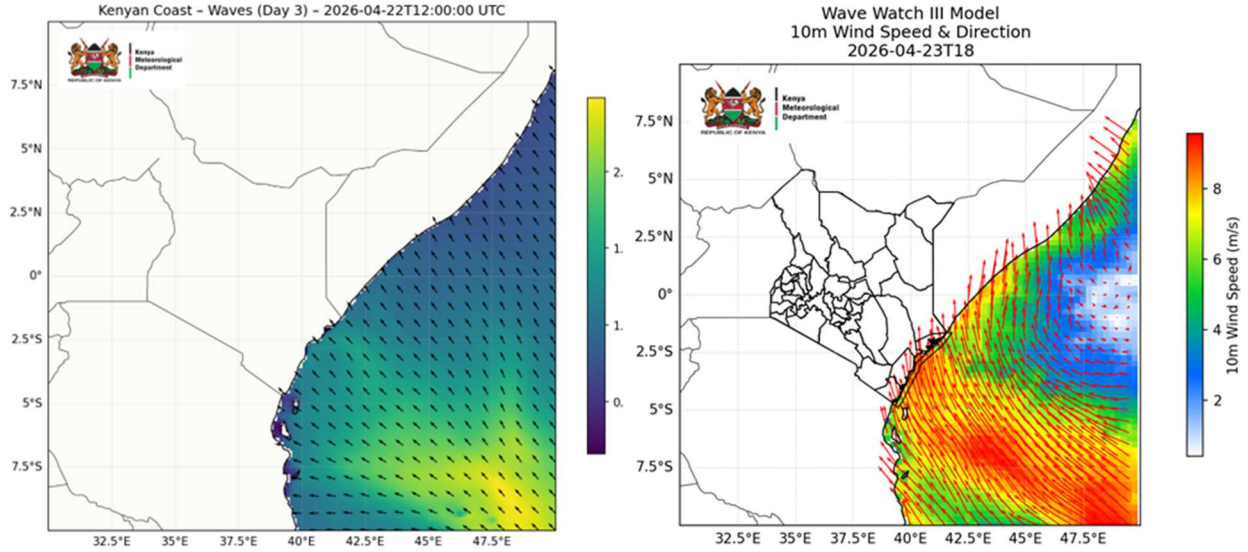 Kenyan Coast – Waves (Day 3) – 2026-04-22T12:00:00 UTC
Kenya
Meteorological
Department
REPUBLIC OF KENYA
7.5°N
5°N
2.5°N
0°
2.5°S
5°S
7.5°S
32.5°E 35°E 37.5°E 40°E 42.5°E 45°E 47.5°E
2.
1.
1.
0.
Wave Watch III Model
10m Wind Speed & Direction
2026-04-23T18
Kenya
Meteorological
Department
REPUBLIC OF KENYA
7.5°N
5°N
2.5°N
0°
2.5°S
5°S
7.5°S
32.5°E 35°E 37.5°E 40°E 42.5°E 45°E 47.5°E
8
6
4
2
10m Wind Speed (m/s)